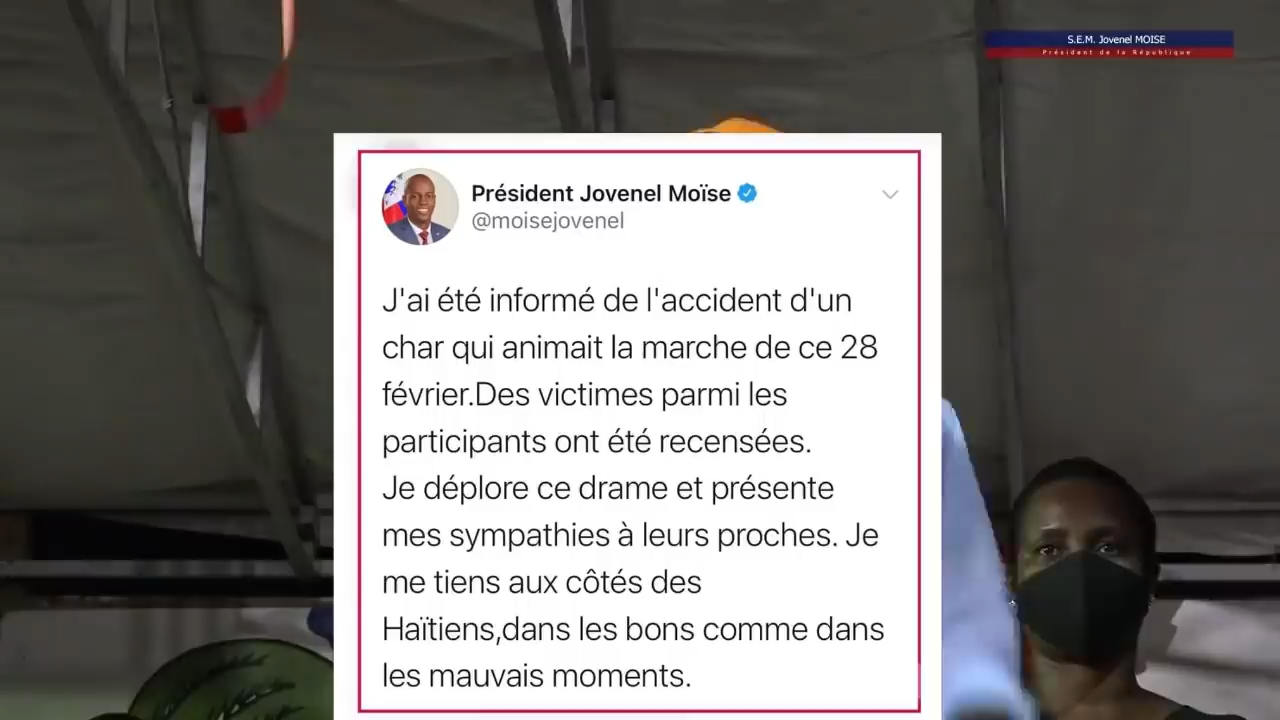 S.E.M. Jovenel MOISE
Président de la République
Président Jovenel Moïse
@moisejovenel
J'ai été informé de l'accident d'un
char qui animait la marche de ce 28
février.Des victimes parmi les
participants ont été recensées.
Je déplore ce drame et présente
mes sympathies à leurs proches. Je
me tiens aux côtés des
Haïtiens,dans les bons comme dans
les mauvais moments.